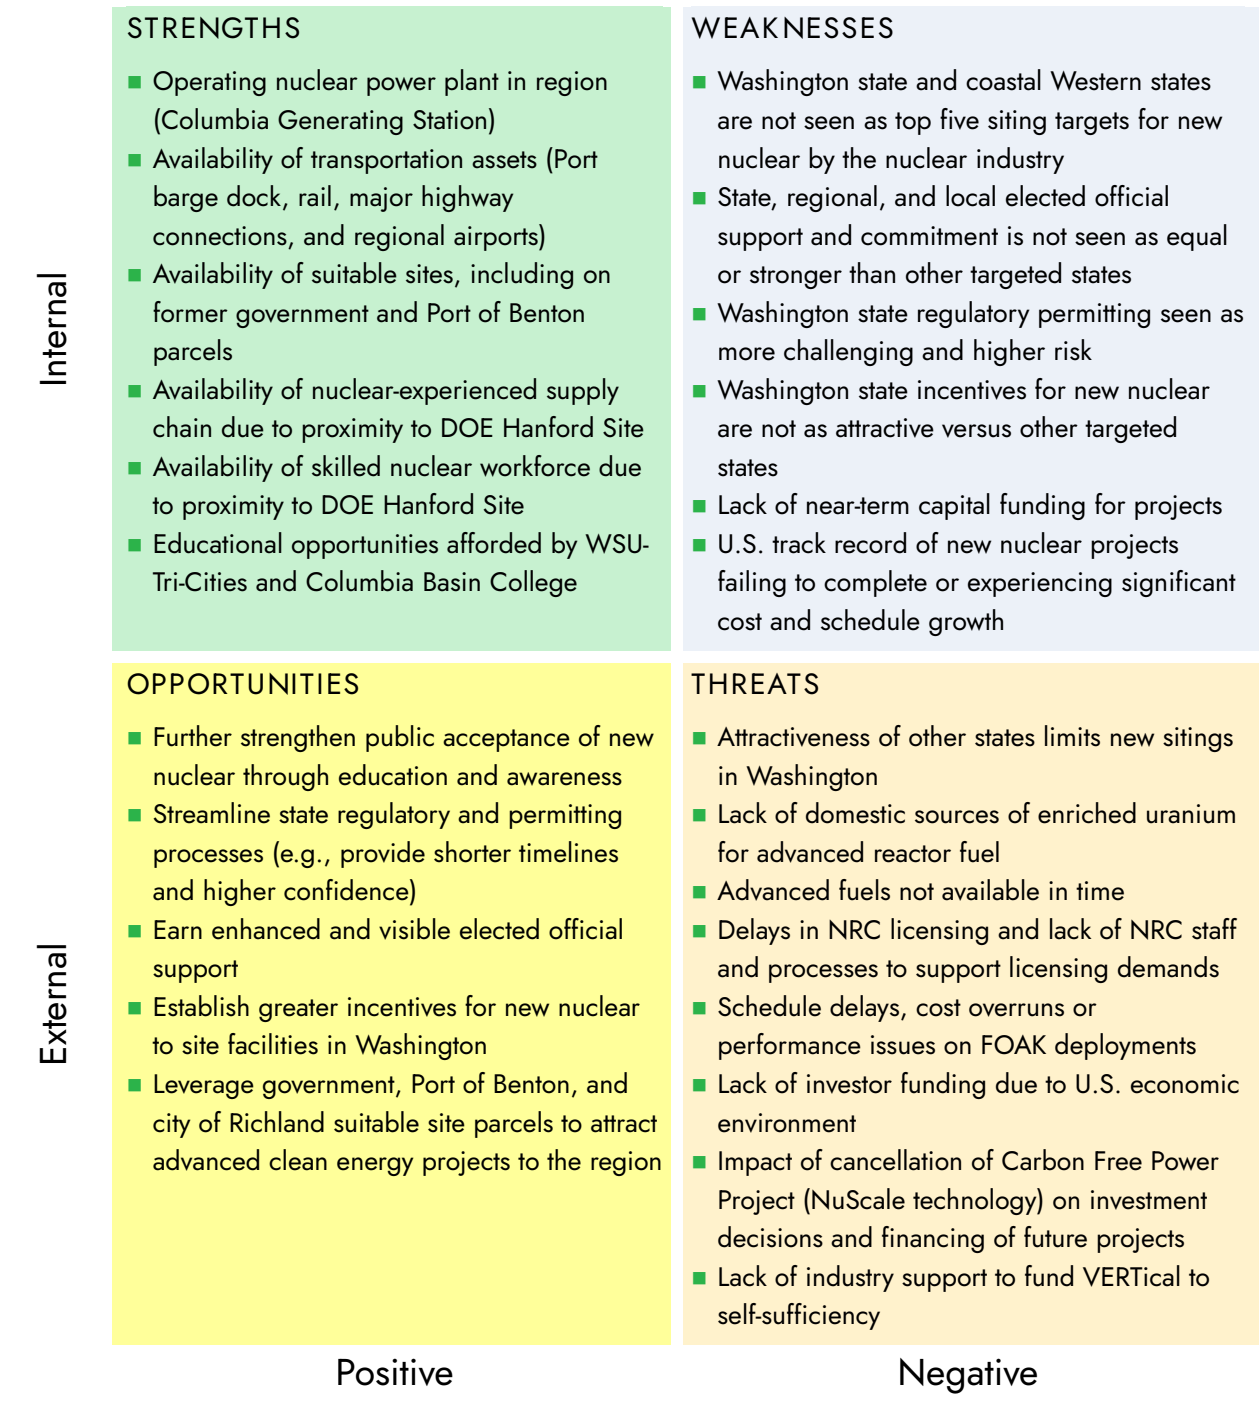 STRENGTHS
Operating nuclear power plant in region
(Columbia Generating Station)
Availability of transportation assets (Port
barge dock, rail, major highway
connections, and regional airports)
Availability of suitable sites, including on
former government and Port of Benton
parcels
Availability of nuclear-experienced supply
chain due to proximity to DOE Hanford Site
Availability of skilled nuclear workforce due
to proximity to DOE Hanford Site
Educational opportunities afforded by WSU-
Tri-Cities and Columbia Basin College
WEAKNESSES
Washington state and coastal Western states
are not seen as top five siting targets for new
nuclear by the nuclear industry
State, regional, and local elected official
support and commitment is not seen as equal
or stronger than other targeted states
Washington state regulatory permitting seen as
more challenging and higher risk
Washington state incentives for new nuclear
are not as attractive versus other targeted
states
Lack of near-term capital funding for projects
U.S. track record of new nuclear projects
failing to complete or experiencing significant
cost and schedule growth
Internal
OPPORTUNITIES
Further strengthen public acceptance of new
nuclear through education and awareness
Streamline state regulatory and permitting
processes (e.g., provide shorter timelines
and higher confidence)
Earn enhanced and visible elected official
support
Establish greater incentives for new nuclear
to site facilities in Washington
Leverage government, Port of Benton, and
city of Richland suitable site parcels to attract
advanced clean energy projects to the region
THREATS
Attractiveness of other states limits new sitings
in Washington
Lack of domestic sources of enriched uranium
for advanced reactor fuel
Advanced fuels not available in time
Delays in NRC licensing and lack of NRC staff
and processes to support licensing demands
Schedule delays, cost overruns or
performance issues on FOAK deployments
Lack of investor funding due to U.S. economic
environment
Impact of cancellation of Carbon Free Power
Project (NuScale technology) on investment
decisions and financing of future projects
Lack of industry support to fund VERTical to
self-sufficiency
External
Positive
Negative